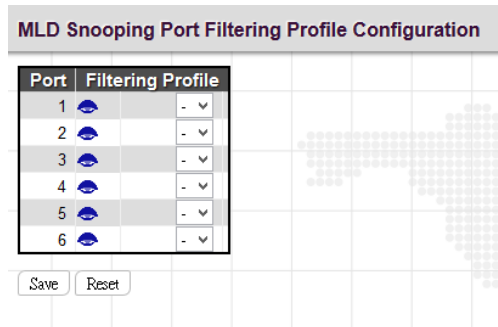 MLD Snooping Port Filtering Profile Configuration
Port Filtering Profile
1 -
2 -
3 -
4 -
5 -
6 -
Save Reset